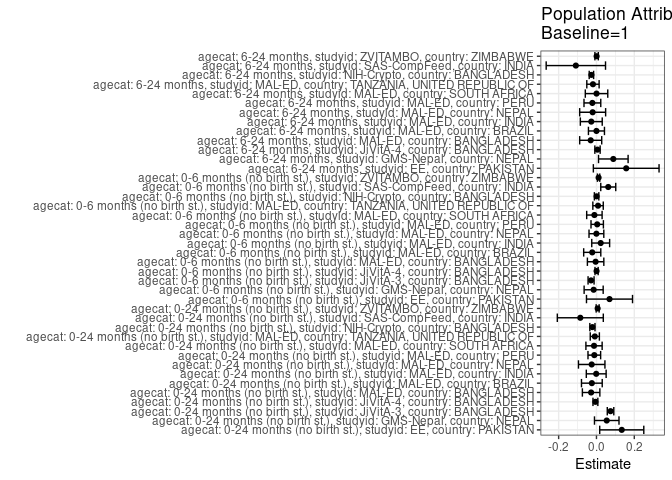 Population Attrib
Baseline=1
agecat: 6-24 months, studyid: ZVITAMBO, country: ZIMBABWE
agecat: 6-24 months, studyid: SAS-CompFeed, country: INDIA
agecat: 6-24 months, studyid: NIH-Crypto, country: BANGLADESH
agecat: 6-24 months, studyid: MAL-ED, country: TANZANIA, UNITED REPUBLIC OF
agecat: 6-24 months, studyid: MAL-ED, country: SOUTH AFRICA
agecat: 6-24 months, studyid: MAL-ED, country: PERU
agecat: 6-24 months, studyid: MAL-ED, country: NEPAL
agecat: 6-24 months, studyid: MAL-ED, country: INDIA
agecat: 6-24 months, studyid: MAL-ED, country: BRAZIL
agecat: 6-24 months, studyid: MAL-ED, country: BANGLADESH
agecat: 6-24 months, studyid: JiVitA-4, country: BANGLADESH
agecat: 6-24 months, studyid: GMS-Nepal, country: NEPAL
agecat: 6-24 months, studyid: EE, country: PAKISTAN
agecat: 0-6 months (no birth st.), studyid: ZVITAMBO, country: ZIMBABWE
agecat: 0-6 months (no birth st.), studyid: SAS-CompFeed, country: INDIA
agecat: 0-6 months (no birth st.), studyid: NIH-Crypto, country: BANGLADESH
agecat: 0-6 months (no birth st.), studyid: MAL-ED, country: TANZANIA, UNITED REPUBLIC OF
agecat: 0-6 months (no birth st.), studyid: MAL-ED, country: SOUTH AFRICA
agecat: 0-6 months (no birth st.), studyid: MAL-ED, country: PERU
agecat: 0-6 months (no birth st.), studyid: MAL-ED, country: NEPAL
agecat: 0-6 months (no birth st.), studyid: MAL-ED, country: INDIA
agecat: 0-6 months (no birth st.), studyid: MAL-ED, country: BRAZIL
agecat: 0-6 months (no birth st.), studyid: MAL-ED, country: BANGLADESH
agecat: 0-6 months (no birth st.), studyid: JiVitA-4, country: BANGLADESH
agecat: 0-6 months (no birth st.), studyid: JiVitA-3, country: BANGLADESH
agecat: 0-6 months (no birth st.), studyid: GMS-Nepal, country: NEPAL
agecat: 0-6 months (no birth st.), studyid: EE, country: PAKISTAN
agecat: 0-24 months (no birth st.), studyid: ZVITAMBO, country: ZIMBABWE
agecat: 0-24 months (no birth st.), studyid: SAS-CompFeed, country: INDIA
agecat: 0-24 months (no birth st.), studyid: NIH-Crypto, country: BANGLADESH
agecat: 0-24 months (no birth st.), studyid: MAL-ED, country: TANZANIA, UNITED REPUBLIC OF
agecat: 0-24 months (no birth st.), studyid: MAL-ED, country: SOUTH AFRICA
agecat: 0-24 months (no birth st.), studyid: MAL-ED, country: PERU
agecat: 0-24 months (no birth st.), studyid: MAL-ED, country: NEPAL
agecat: 0-24 months (no birth st.), studyid: MAL-ED, country: INDIA
agecat: 0-24 months (no birth st.), studyid: MAL-ED, country: BRAZIL
agecat: 0-24 months (no birth st.), studyid: MAL-ED, country: BANGLADESH
agecat: 0-24 months (no birth st.), studyid: JiVitA-4, country: BANGLADESH
agecat: 0-24 months (no birth st.), studyid: JiVitA-3, country: BANGLADESH
agecat: 0-24 months (no birth st.), studyid: GMS-Nepal, country: NEPAL
agecat: 0-24 months (no birth st.), studyid: EE, country: PAKISTAN
-0.2 0.0 0.2
Estimate